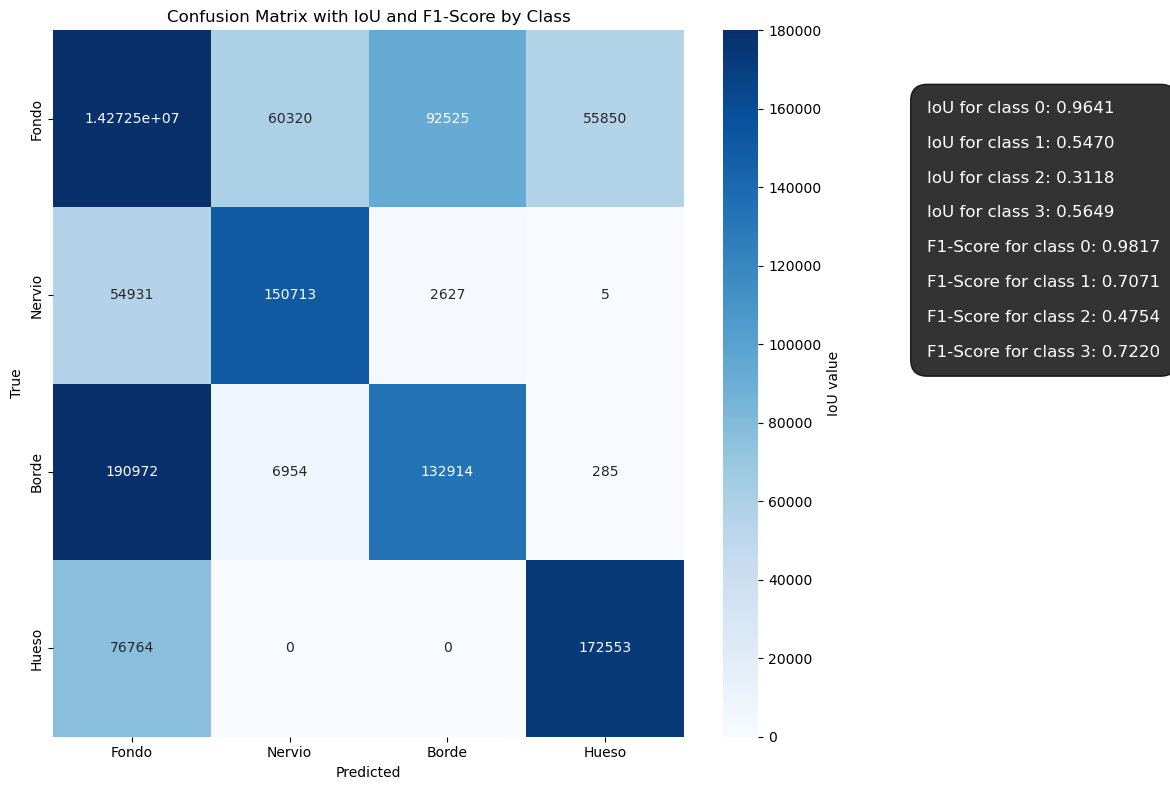 Confusion Matrix with IoU and F1-Score by Class
Fondo 1.42725e+07 60320 92525 55850
Nervio 54931 150713 2627 5
Borde 190972 6954 132914 285
Hueso 76764 0 0 172553
True
Fondo Nervio Borde Hueso
Predicted
180000
160000
140000
120000
100000
80000
60000
40000
20000
0
IoU value
IoU for class 0: 0.9641
IoU for class 1: 0.5470
IoU for class 2: 0.3118
IoU for class 3: 0.5649
F1-Score for class 0: 0.9817
F1-Score for class 1: 0.7071
F1-Score for class 2: 0.4754
F1-Score for class 3: 0.7220